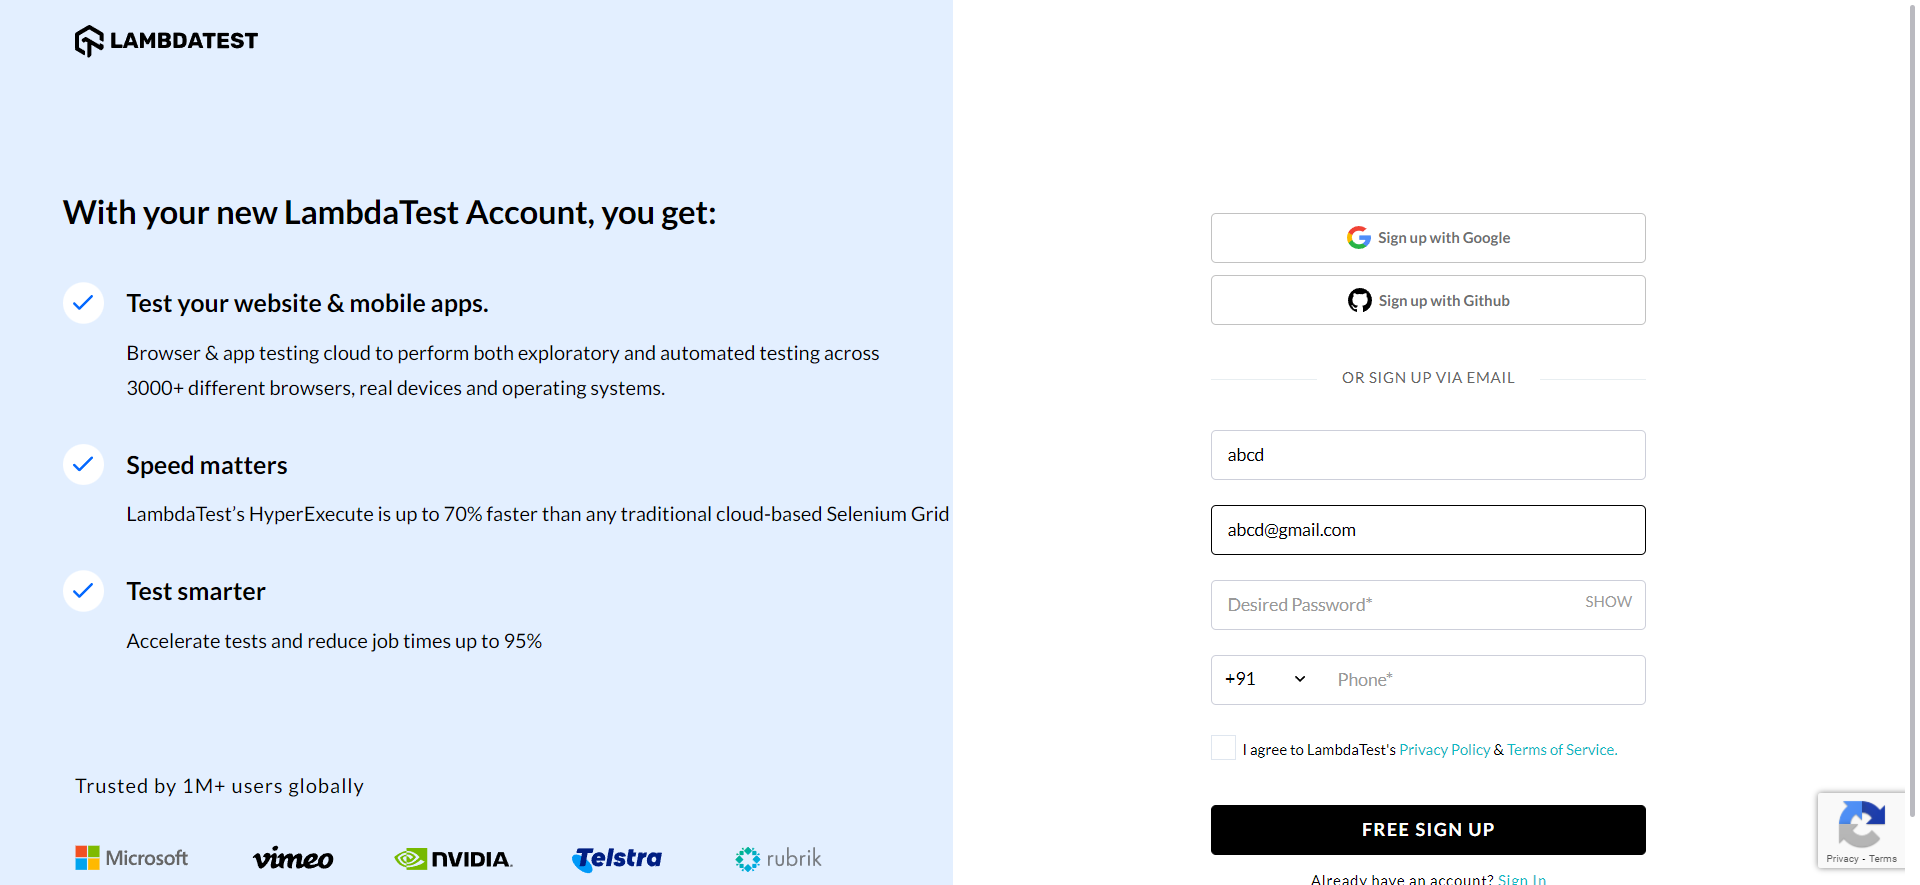 LAMBDATEST
With your new LambdaTest Account, you get:
Test your website & mobile apps.
Browser & app testing cloud to perform both exploratory and automated testing across
3000+ different browsers, real devices and operating systems.
Speed matters
LambdaTest’s HyperExecute is up to 70% faster than any traditional cloud-based Selenium Grid
Test smarter
Accelerate tests and reduce job times up to 95%
Trusted by 1M+ users globally
Microsoft
vimeo
NVIDIA.
Telstra
rubrik
Sign up with Google
Sign up with Github
OR SIGN UP VIA EMAIL
abcd
abcd@gmail.com
Desired Password* SHOW
+91 Phone*
I agree to LambdaTest's Privacy Policy & Terms of Service.
FREE SIGN UP
Already have an account? Sign In
Privacy - Terms